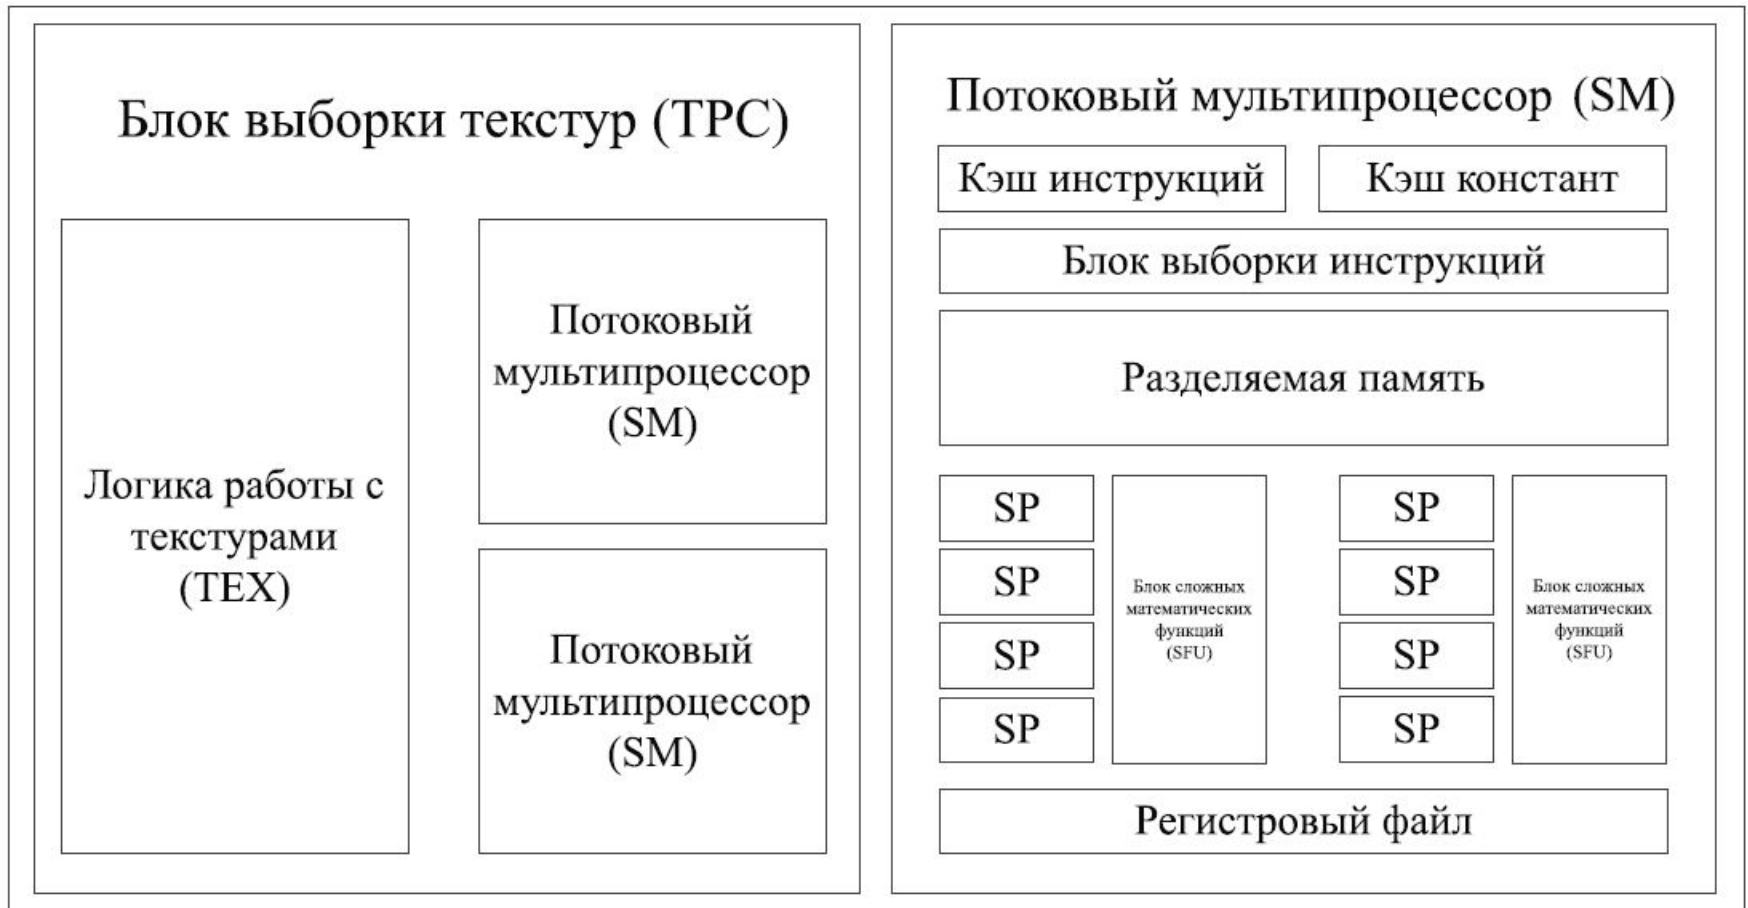 Блок выборки текстур (TPC)
Логика работы с
текстурами
(TEX)
Потоковый
мультипроцессор
(SM)
Потоковый
мультипроцессор
(SM)
Потоковый мультипроцессор (SM)
Кэш инструкций
Кэш констант
Блок выборки инструкций
Разделяемая память
SP
SP
SP
SP
Блок сложных
математических
функций
(SFU)
SP
SP
SP
SP
Блок сложных
математических
функций
(SFU)
Регистровый файл